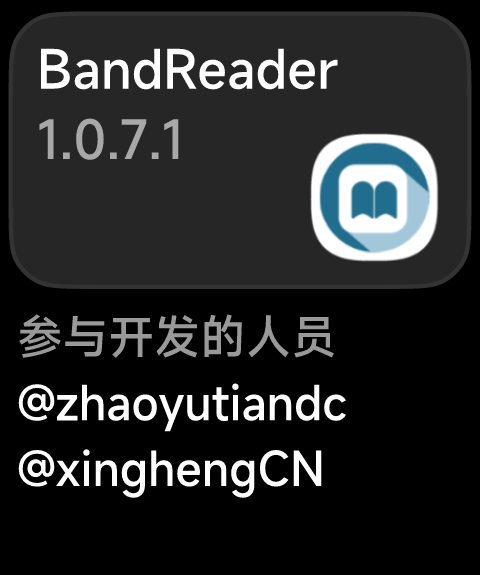 BandReader
1.0.7.1
参与开发的人员
@zhaoyutiandc
@xinghengCN